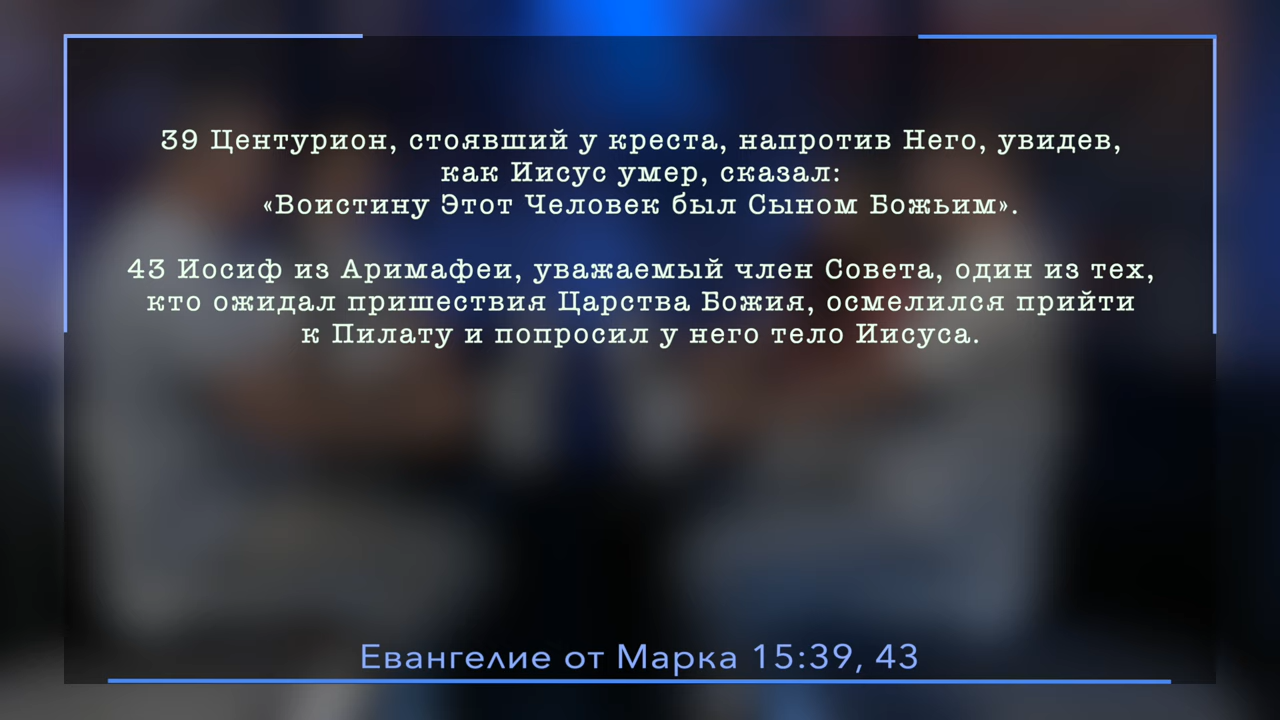 39 Центурион, стоявший у креста, напротив Него, увидев,
как Иисус умер, сказал:
«Воистину Этот Человек был Сыном Божьим».
43 Иосиф из Аримафеи, уважаемый член Совета, один из тех,
кто ожидал пришествия Царства Божия, осмелился прийти
к Пилату и попросил у него тело Иисуса.
Евангелие от Марка 15:39, 43